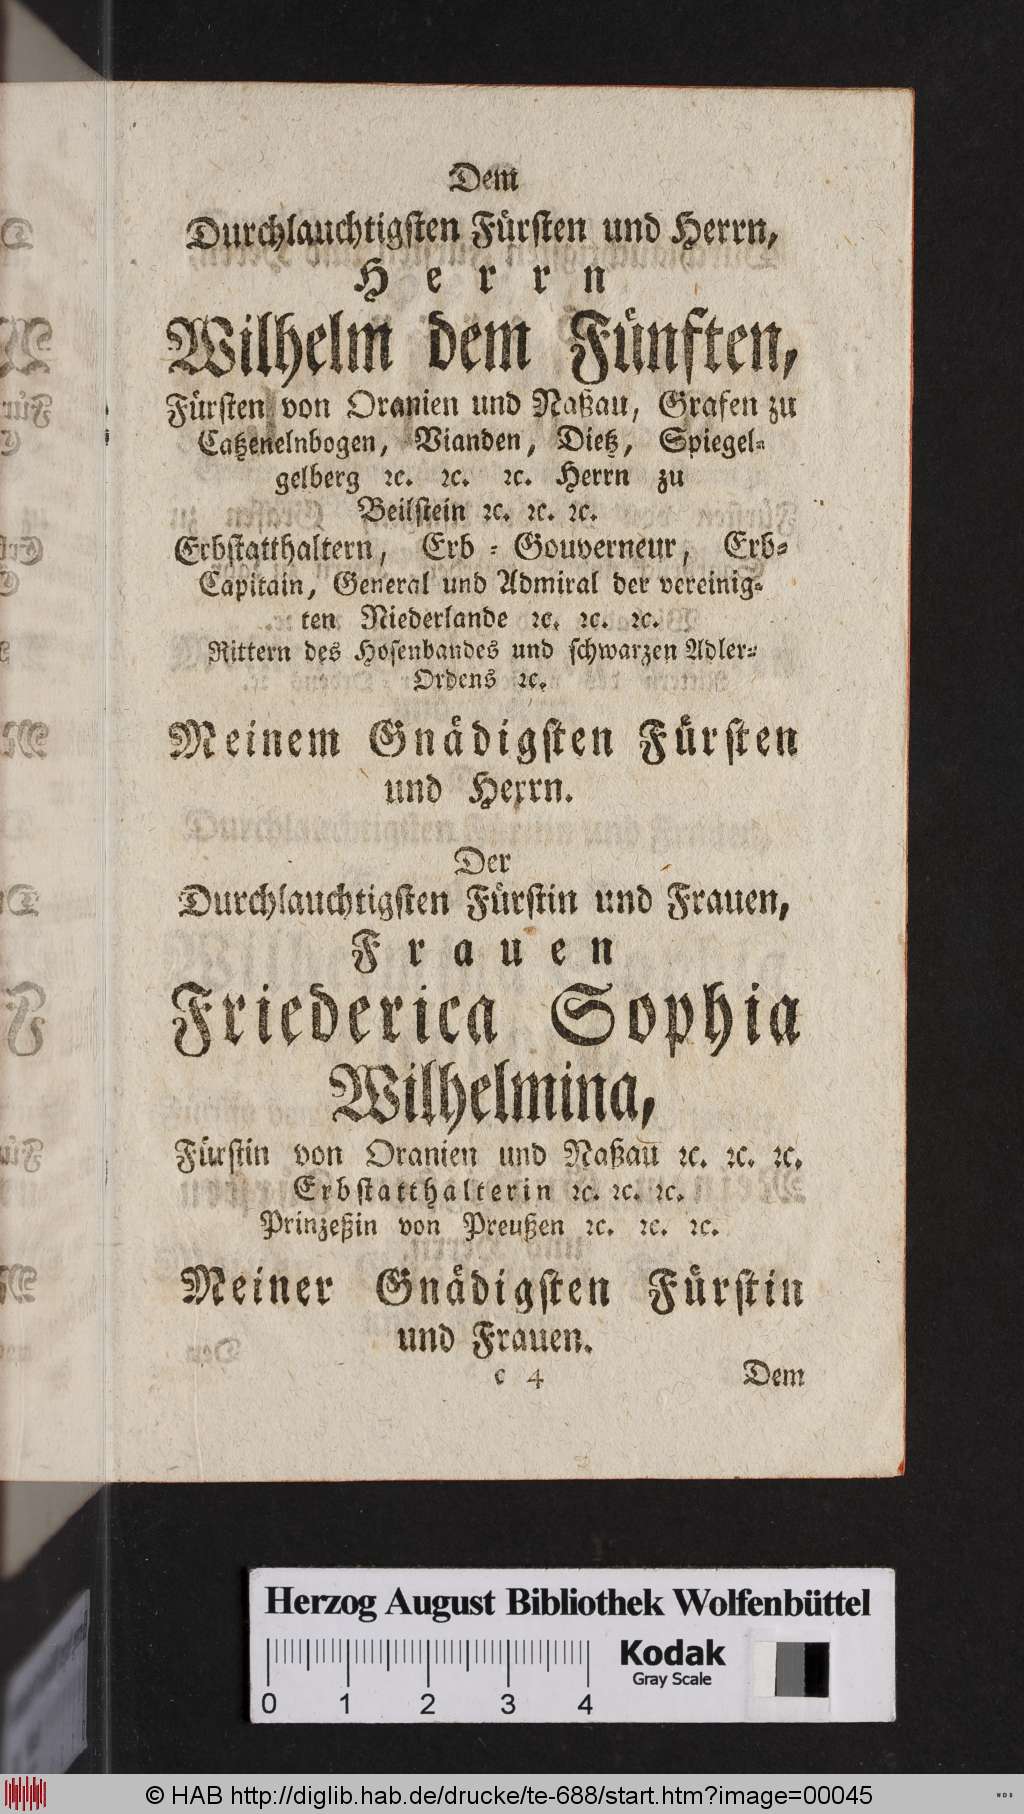 Dem
Durchlauchtigſten Fürſten und Herrn,
Herrn
Wilhelm dem Fünften,
Fürſten von Oranien und Naßau, Grafen zu
Catzenelnbogen, Vianden, Dietz, Spiegel⸗
gelberg ꝛc. ꝛc. ꝛc. Herrn zu
Beilſtein ꝛc. ꝛc. ꝛc.
Erbſtatthaltern, Erb⸗Gouverneur, Erb⸗
Capitain, General und Admiral der vereinig⸗
ten Niederlande ꝛc. ꝛc. ꝛc.
Rittern des Hoſenbandes und ſchwarzen Adler⸗
Ordens ꝛc.
Meinem Gnädigſten Fürſten
und Herrn.
Der
Durchlauchtigſten Fürſtin und Frauen,
Frauen
Friederica Sophia
Wilhelmina,
Fürſtin von Oranien und Naßau ꝛc. ꝛc. ꝛc.
Erbſtatthalterin ꝛc. ꝛc. ꝛc.
Prinzeßin von Preußen ꝛc. ꝛc. ꝛc.
Meiner Gnädigſten Fürſtin
und Frauen.
c 4 Dem
Herzog August Bibliothek Wolfenbüttel
Kodak
Gray Scale
0 1 2 3 4
© HAB http://diglib.hab.de/drucke/te-688/start.htm?image=00045